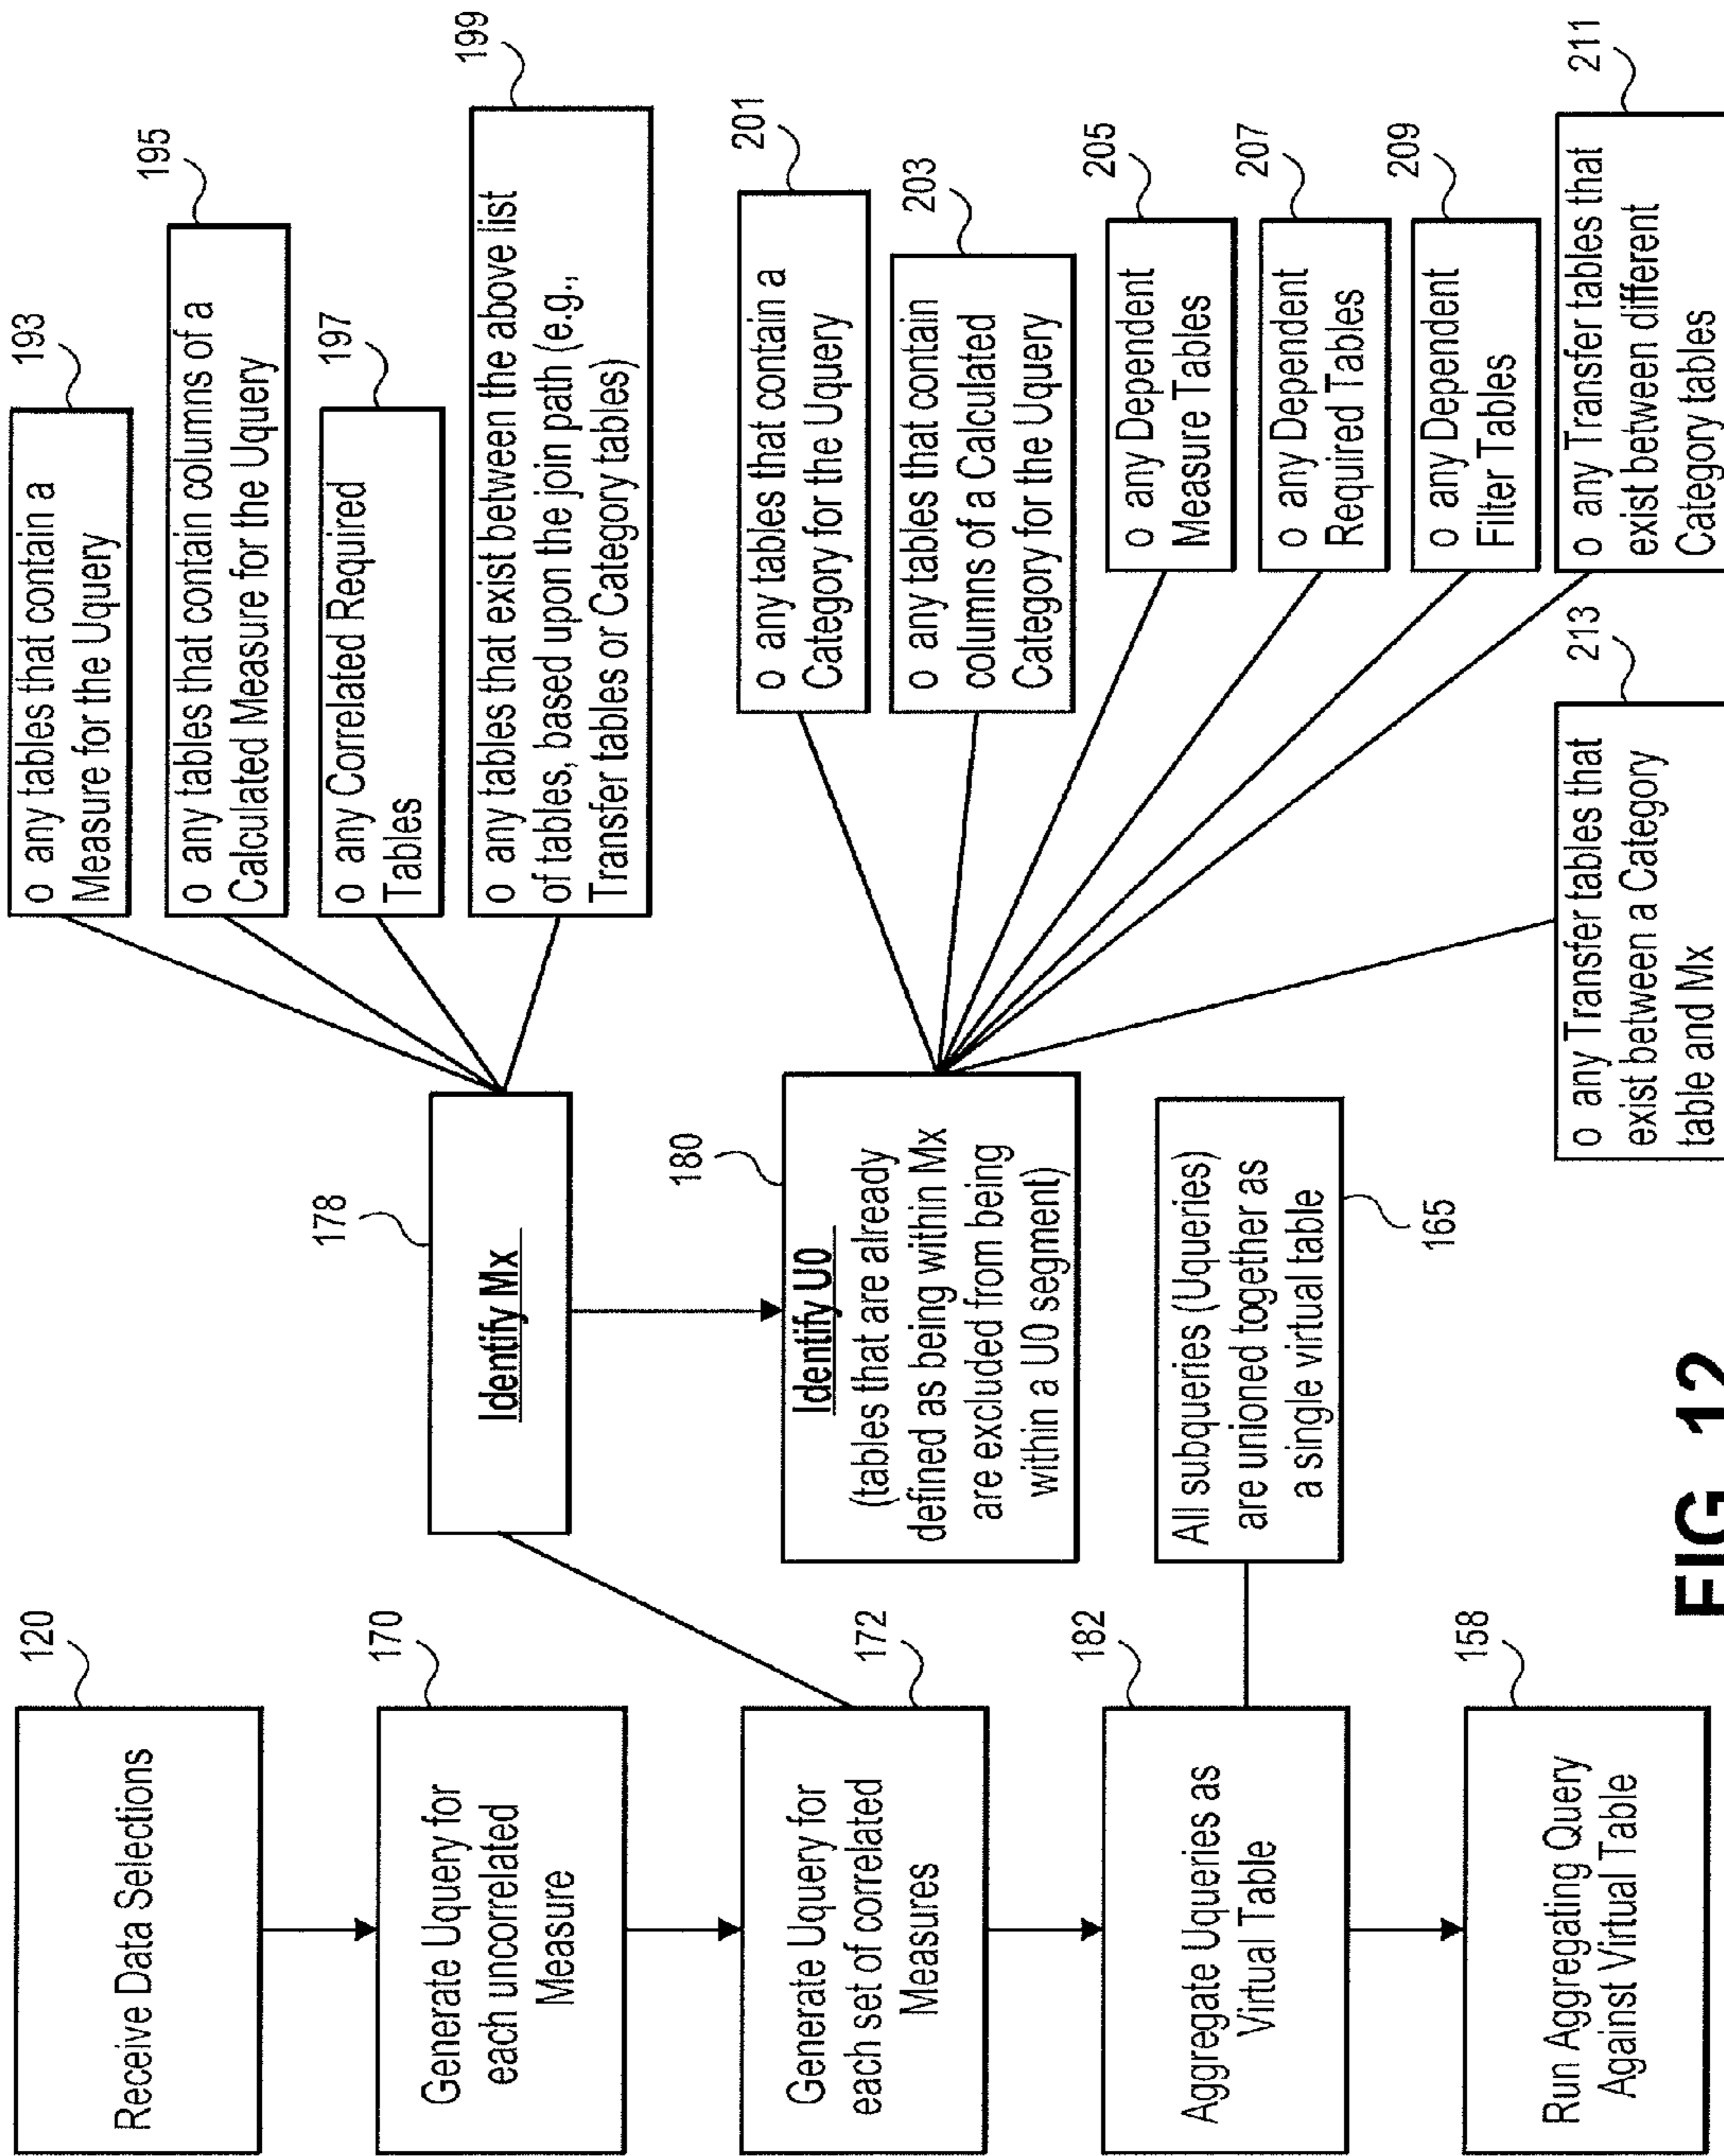 120
Receive Data Selections
170
Generate Uquery for
each uncorrelated
Measure
172
Generate Uquery for
each set of correlated
Measures
182
Aggregate Uqueries as
Virtual Table
158
Run Aggregating Query
Against Virtual Table
178
Identify Mx
180
Identify U0
(tables that are already
defined as being within Mx
are excluded from being
within a U0 segment)
All subqueries (Uqueries)
are unioned together as
a single virtual table
165
193
o any tables that contain a
Measure for the Uquery
195
o any tables that contain columns of a
Calculated Measure for the Uquery
197
o any Correlated Required
Tables
199
o any tables that exist between the above list
of tables, based upon the join path (e.g.,
Transfer tables or Category tables)
201
o any tables that contain a
Category for the Uquery
203
o any tables that contain
columns of a Calculated
Category for the Uquery
205
o any Dependent
Measure Tables
207
o any Dependent
Required Tables
209
o any Dependent
Filter Tables
211
o any Transfer tables that
exist between different
Category tables
213
o any Transfer tables that
exist between a Category
table and Mx
FIG. 12